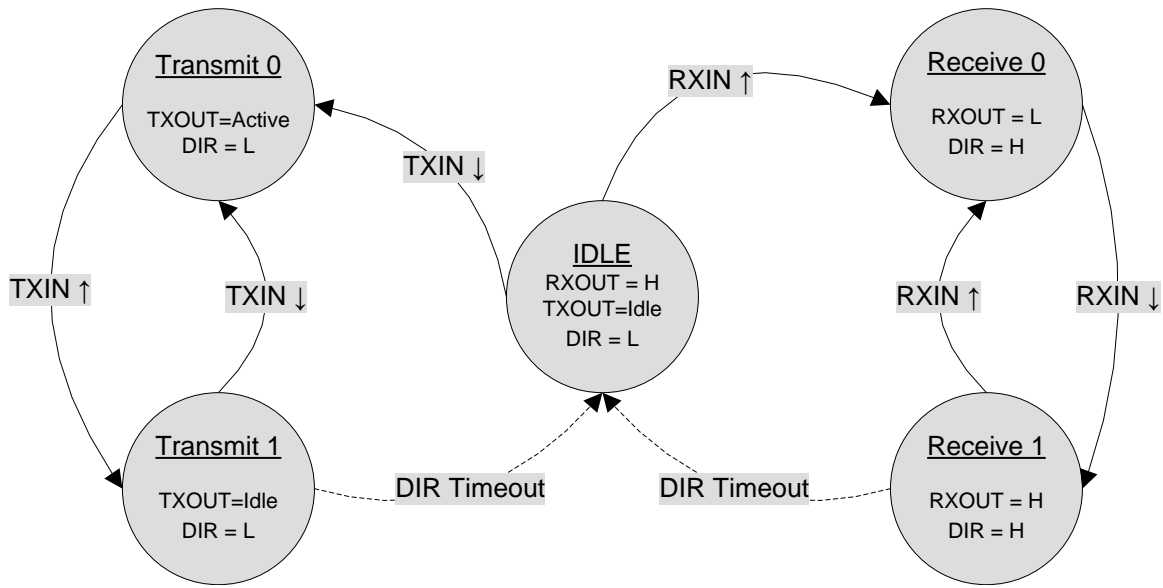 Transmit 0
TXOUT=Active
DIR = L
RXIN ↑
Receive 0
RXOUT = L
DIR = H
TXIN ↓
IDLE
RXOUT = H
TXOUT=Idle
DIR = L
TXIN ↑
TXIN ↓
RXIN ↑
RXIN ↓
Transmit 1
TXOUT=Idle
DIR = L
DIR Timeout
DIR Timeout
Receive 1
RXOUT = H
DIR = H